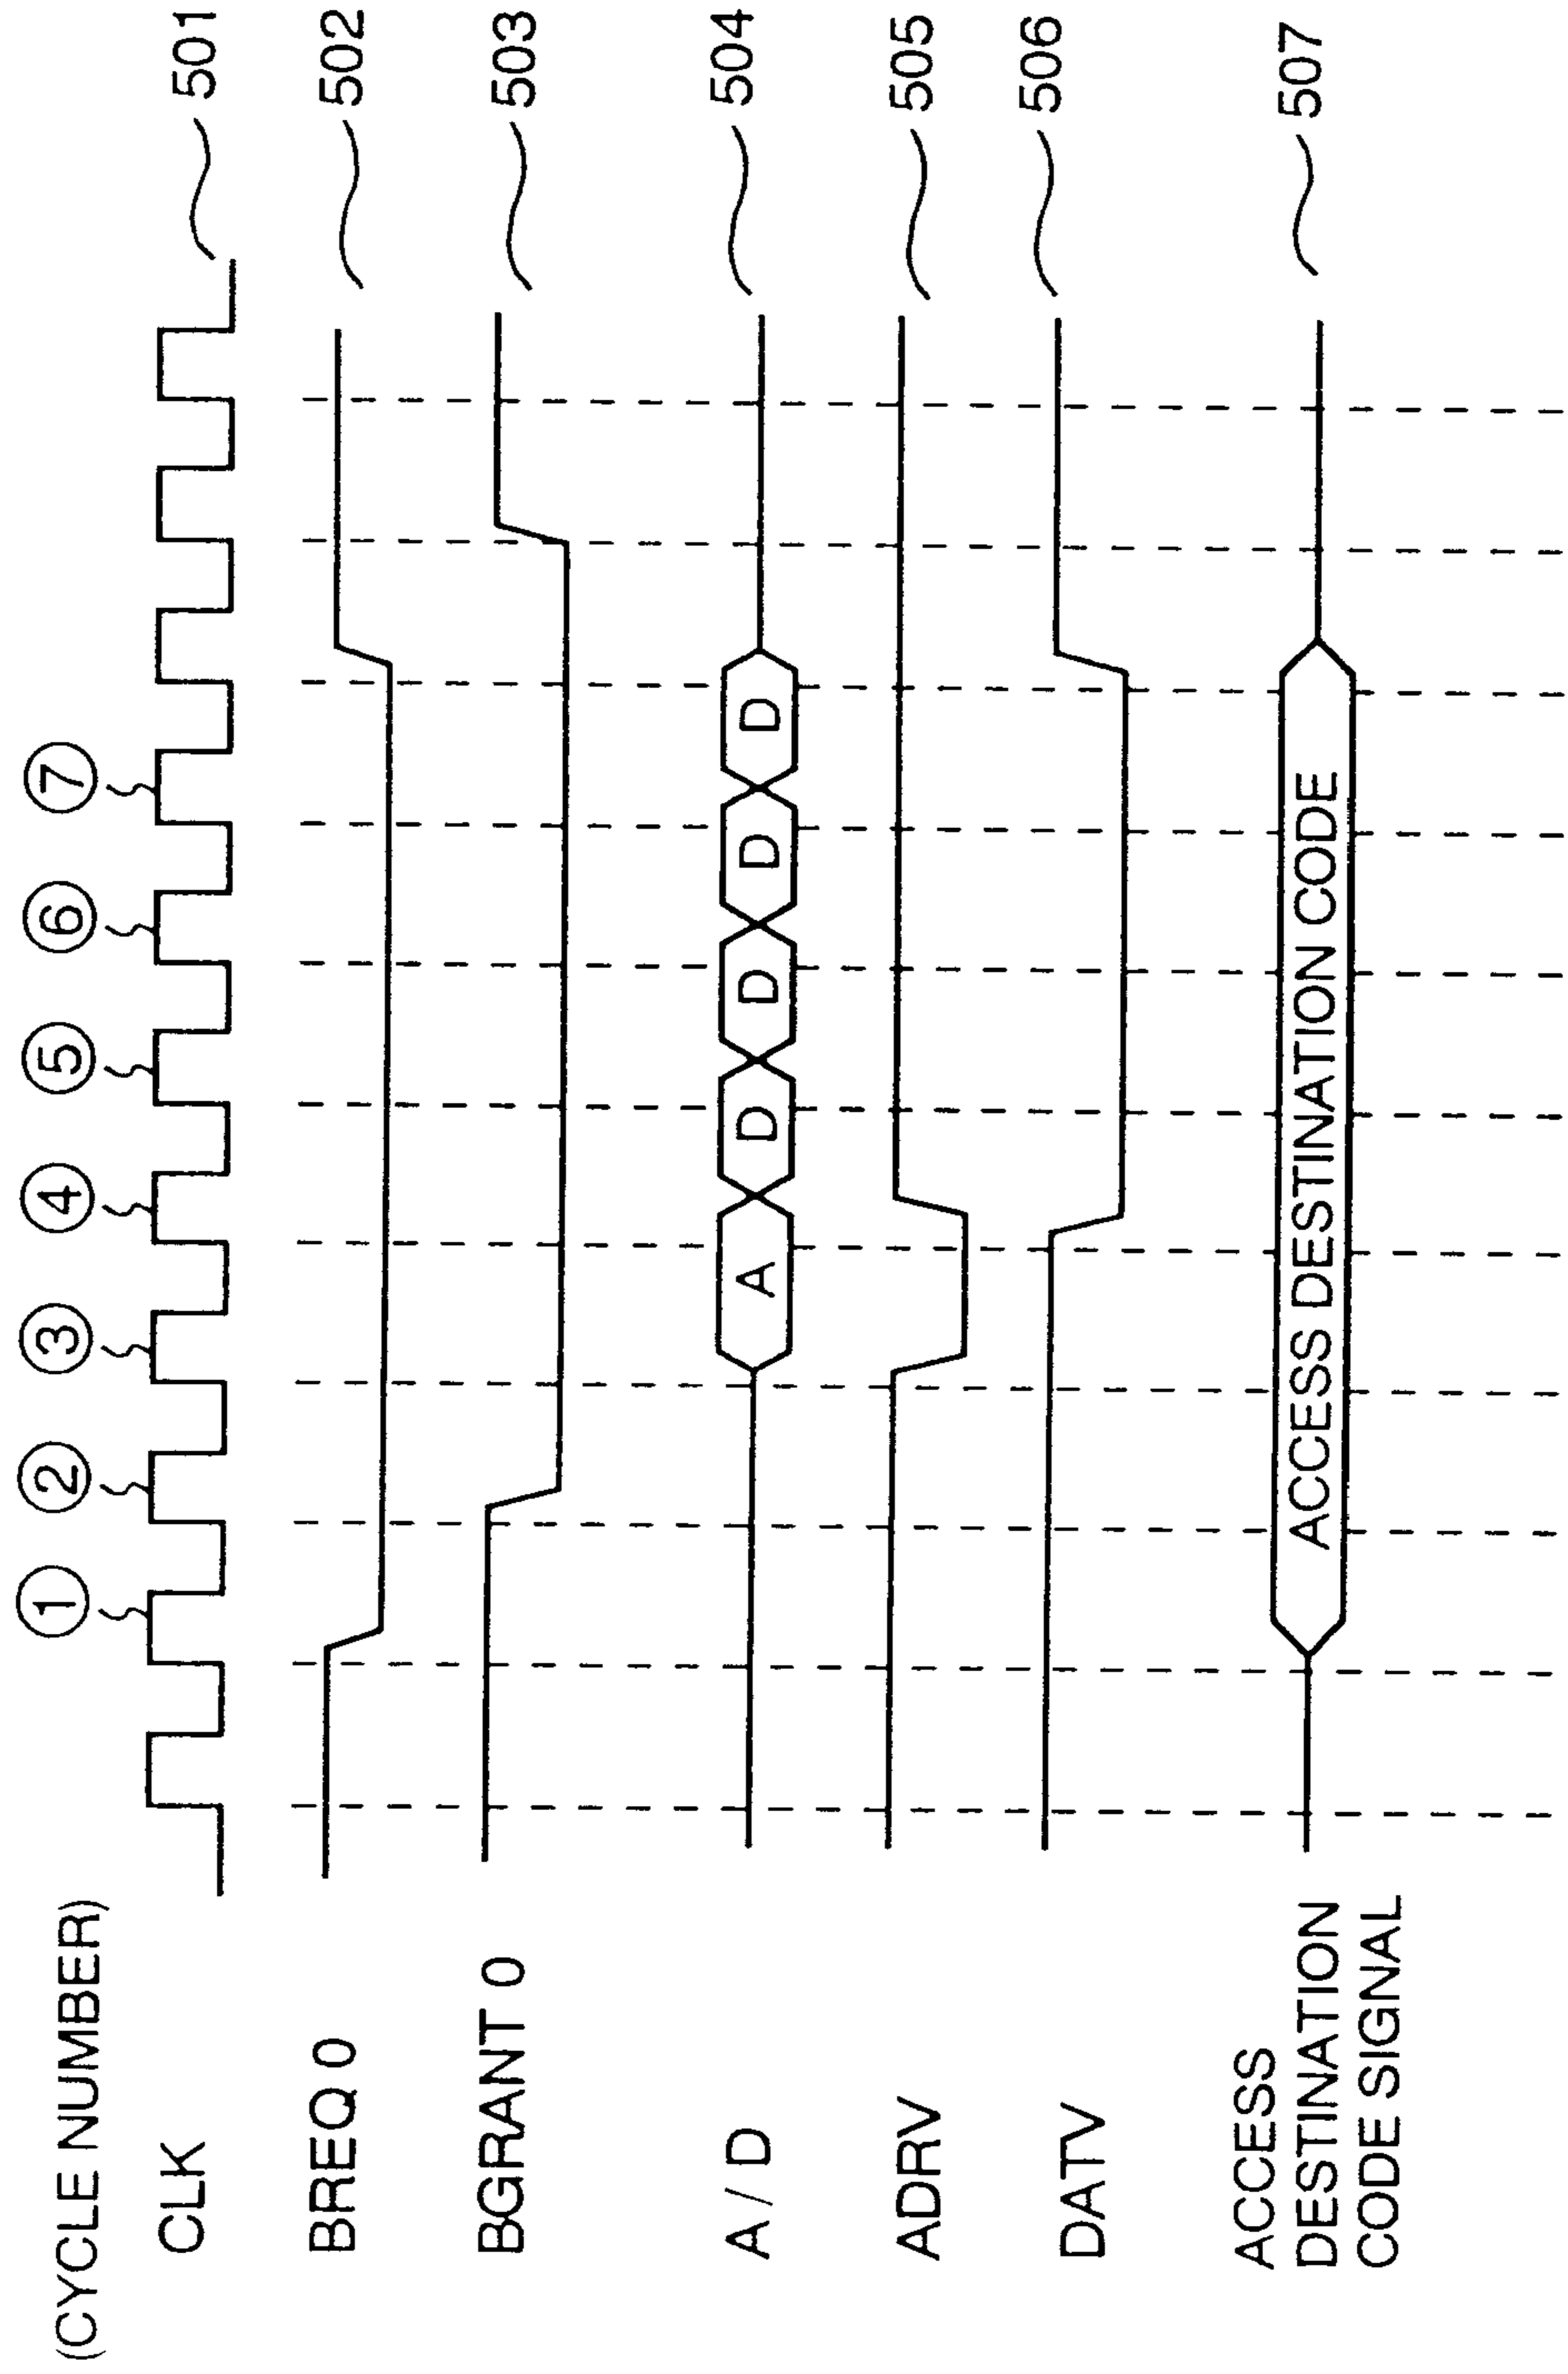 (CYCLE NUMBER) ① ② ③ ④ ⑤ ⑥ ⑦
CLK 501
BREQ 0 502
BGRANT 0 503
A / D A D D D D 504
ADRV 505
DATV 506
ACCESS
DESTINATION ACCESS DESTINATION CODE 507
CODE SIGNAL